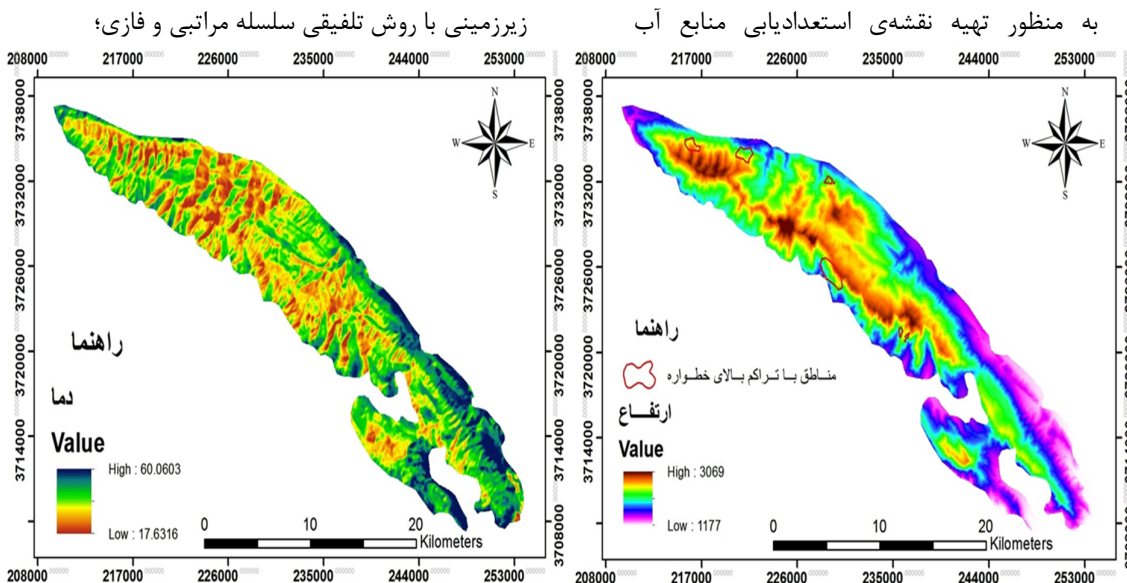 به منظور تهیه نقشه‌ی استعدادیابی منابع آب
زیرزمینی با روش تلفیقی سلسله مراتبی و فازی؛
208000 217000 226000 235000 244000 253000
3738000
3732000
3726000
3720000
3714000
3708000
N
W E
S
راهنما
مناطق با تراکم بالای خطواره
ارتفاع
Value
High : 3069
Low : 1177
0 10 20
Kilometers
208000 217000 226000 235000 244000 253000
208000 217000 226000 235000 244000 253000
3738000
3732000
3726000
3720000
3714000
N
W E
S
راهنما
دما
Value
High : 60.0603
Low : 17.6316
0 10 20
Kilometers
208000 217000 226000 235000 244000 253000